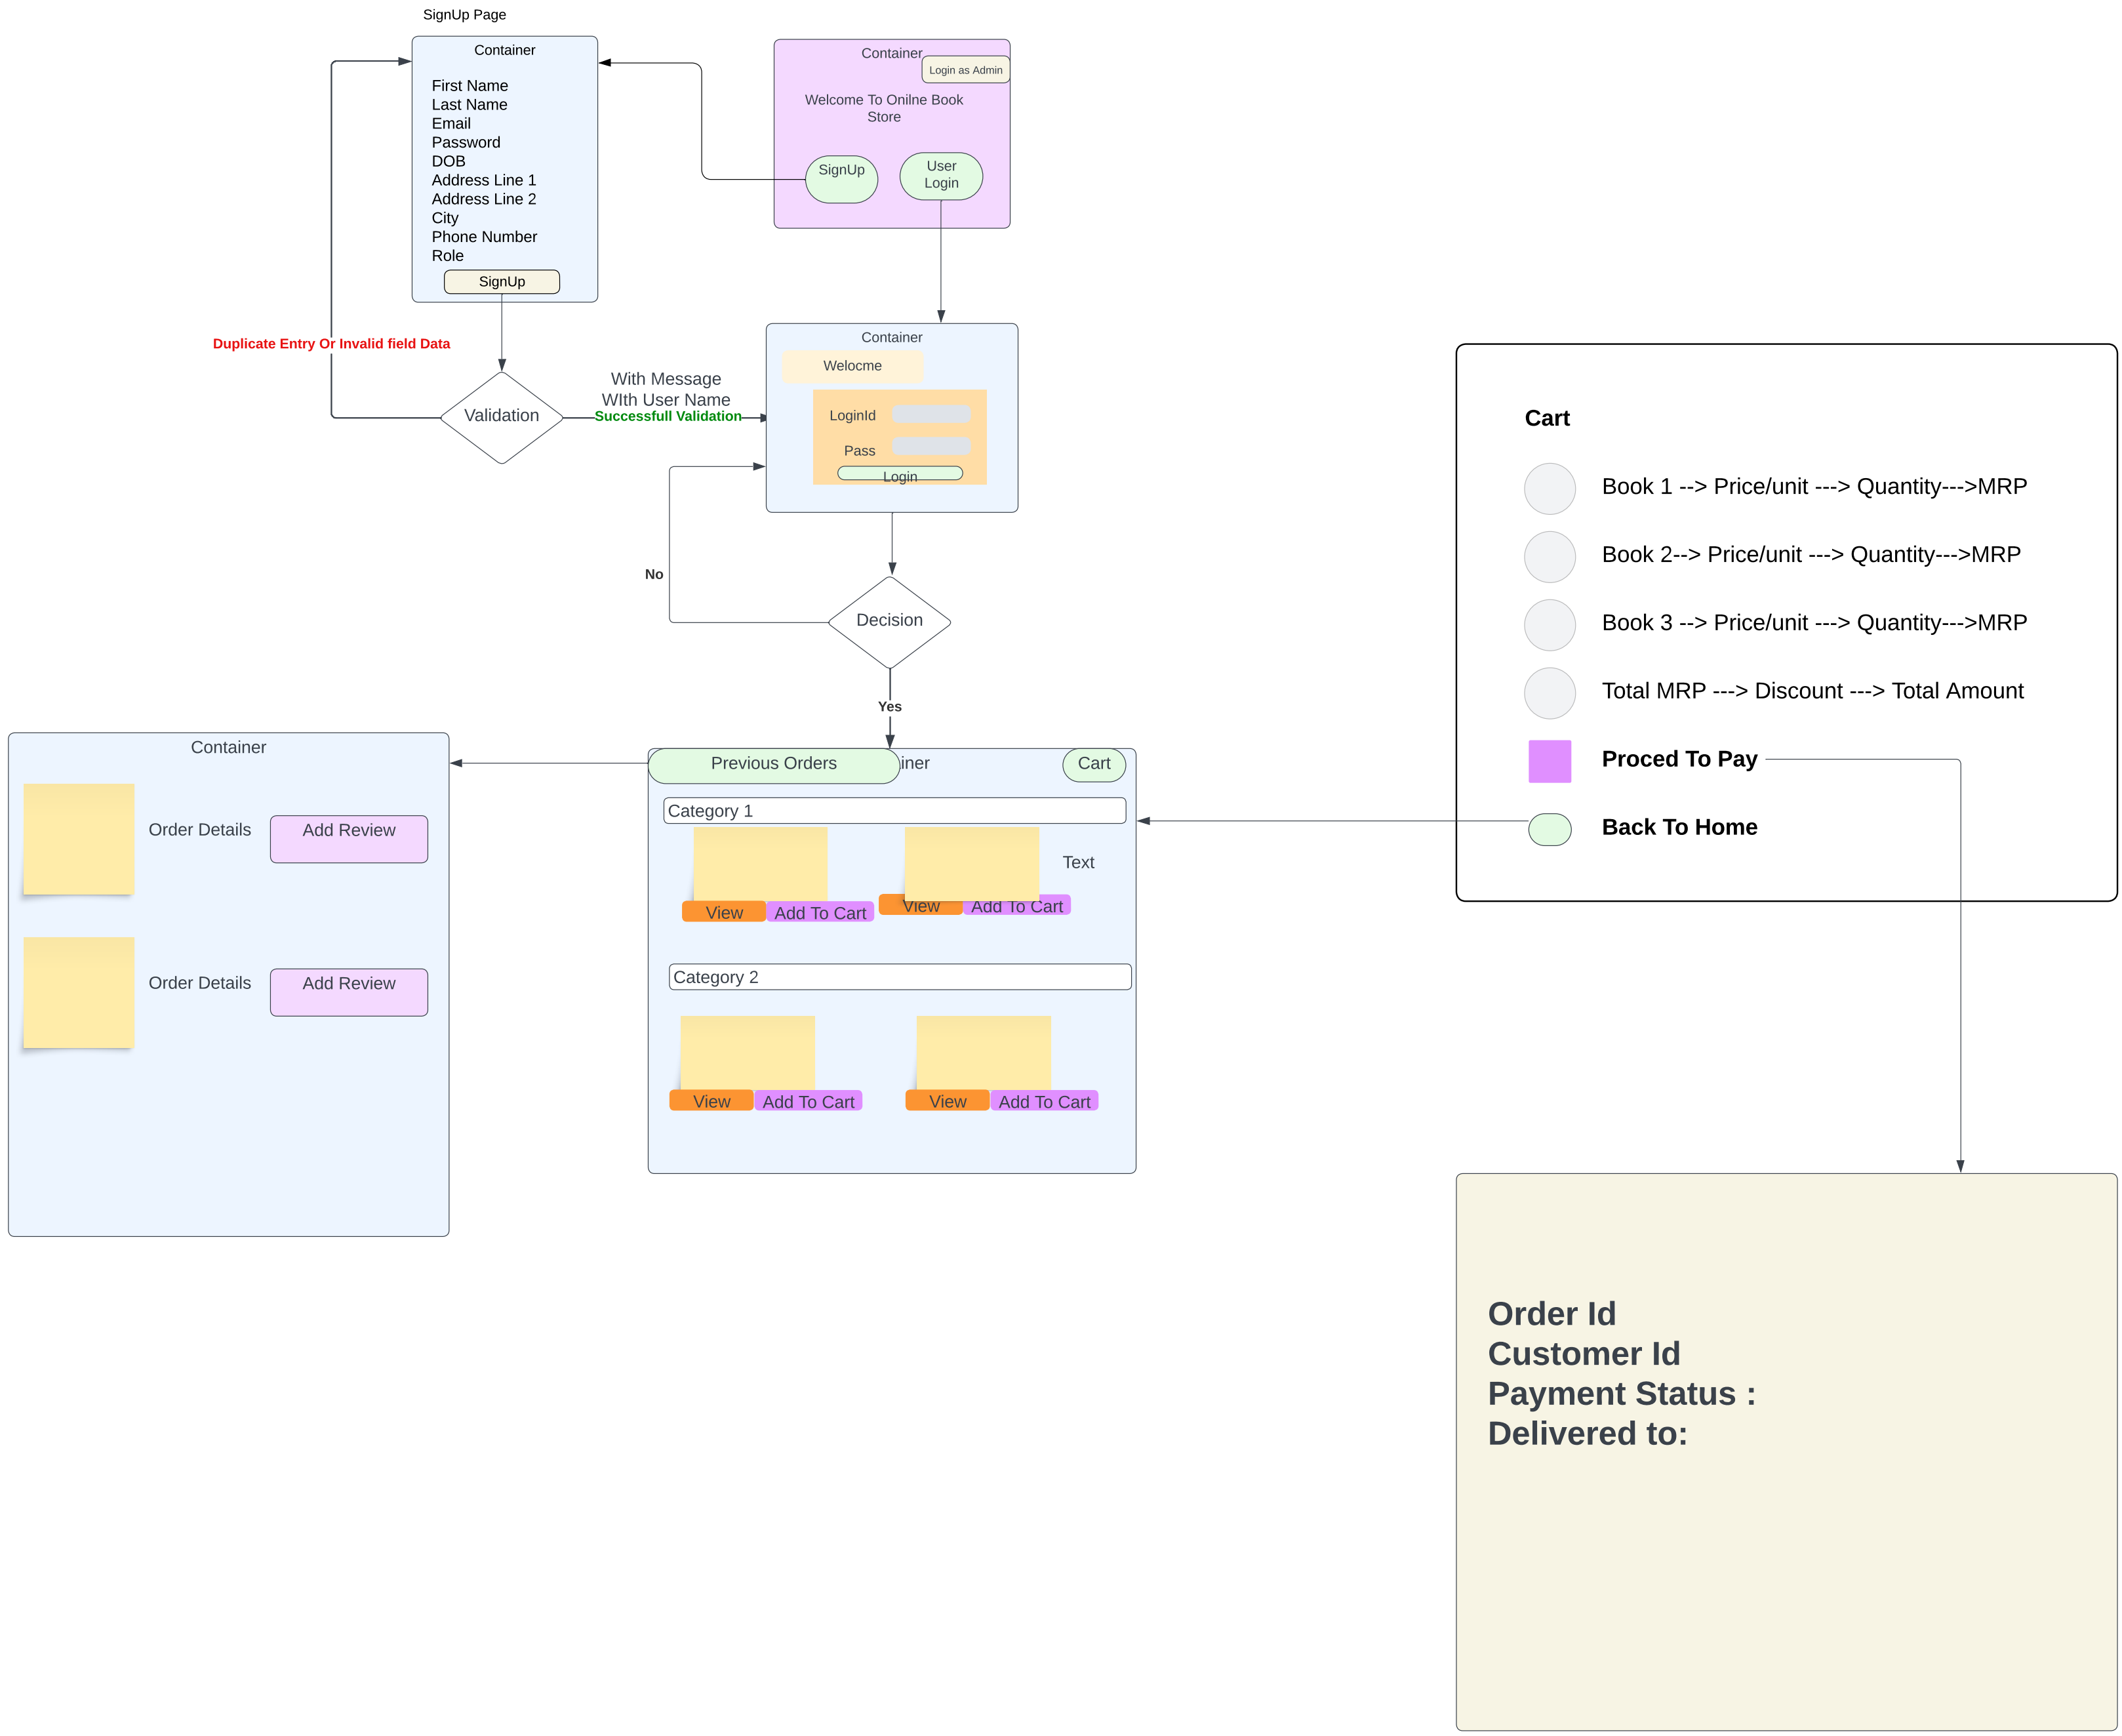 SignUp Page
Container
First Name
Last Name
Email
Password
DOB
Address Line 1
Address Line 2
City
Phone Number
Role
SignUp
Container
Login as Admin
Welcome To Onilne Book
Store
SignUp
User
Login
Duplicate Entry Or Invalid field Data
Validation
With Message
WIth User Name
Successfull Validation
Container
Welocme
LoginId
Pass
Login
No
Decision
Yes
Cart
Book 1 --> Price/unit ---> Quantity--->MRP
Book 2--> Price/unit ---> Quantity--->MRP
Book 3 --> Price/unit ---> Quantity--->MRP
Total MRP ---> Discount ---> Total Amount
Proced To Pay
Back To Home
Container
Order Details
Add Review
Order Details
Add Review
Previous Orders
iner
Cart
Category 1
Text
View
Add To Cart
View
Add To Cart
Category 2
View
Add To Cart
View
Add To Cart
Order Id
Customer Id
Payment Status :
Delivered to: